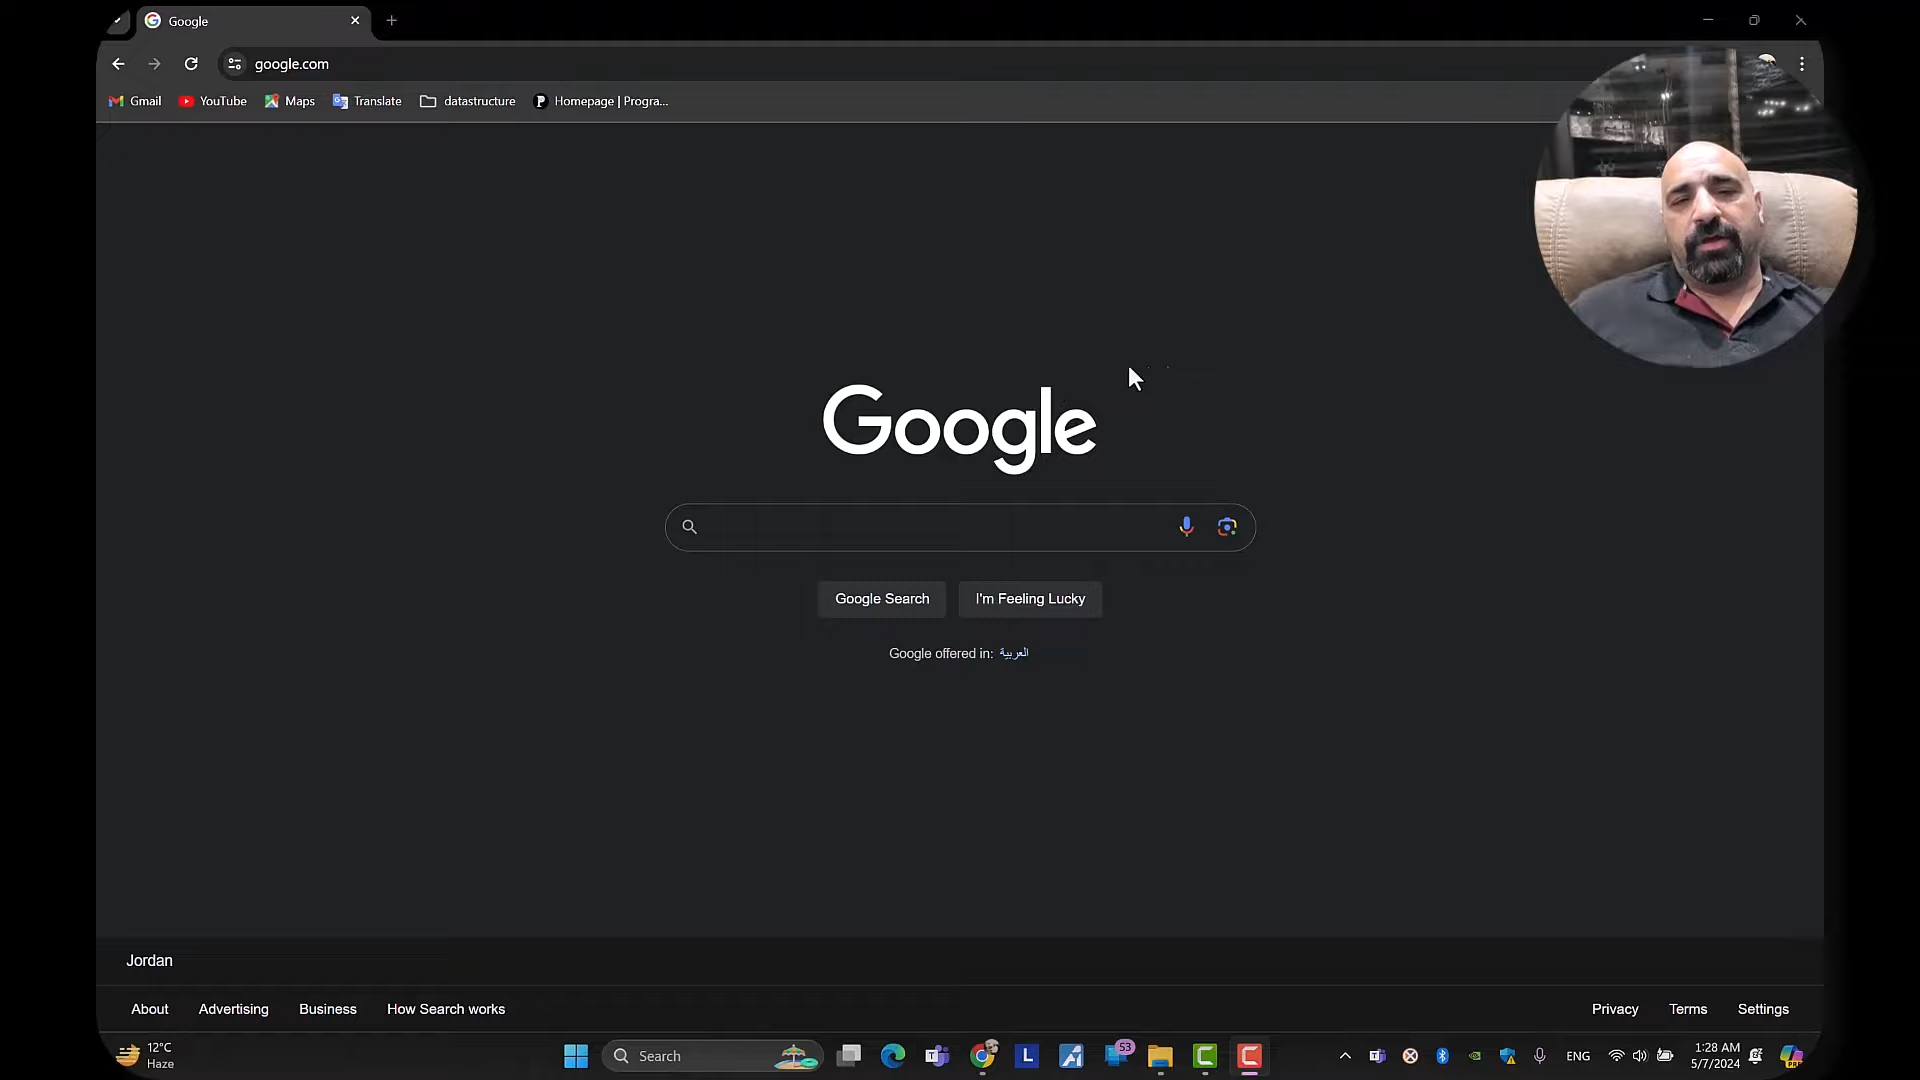 Google
google.com
Gmail YouTube Maps Translate datastructure Homepage | Progra...
Google
Google Search I'm Feeling Lucky
Google offered in: العربية
Jordan
About Advertising Business How Search works Privacy Terms Settings
12°C
Haze
Search
53
ENG
1:28 AM
5/7/2024